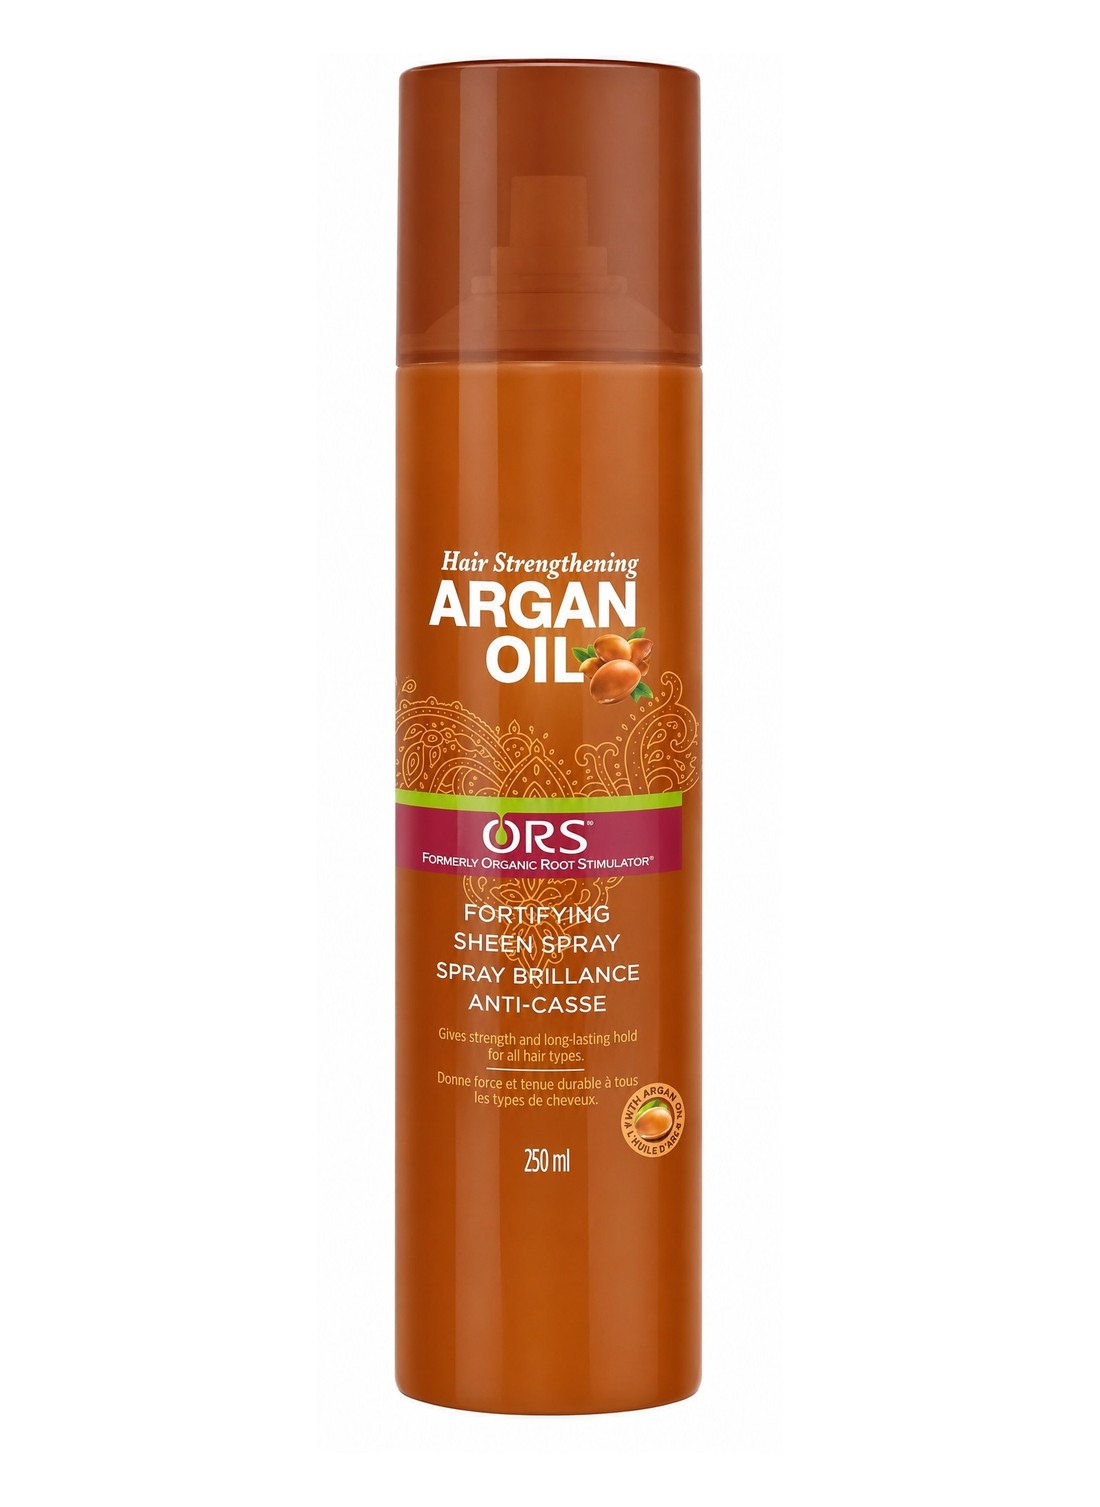 Hair Strengthening
ARGAN
OIL
ORS®
FORMERLY ORGANIC ROOT STIMULATOR®
FORTIFYING
SHEEN SPRAY
SPRAY BRILLANCE
ANTI-CASSE
Gives strength and long-lasting hold
for all hair types.
Donne force et tenue durable à tous
les types de cheveux.
WITH ARGAN OIL
L'HUILE D'ARG
250 ml